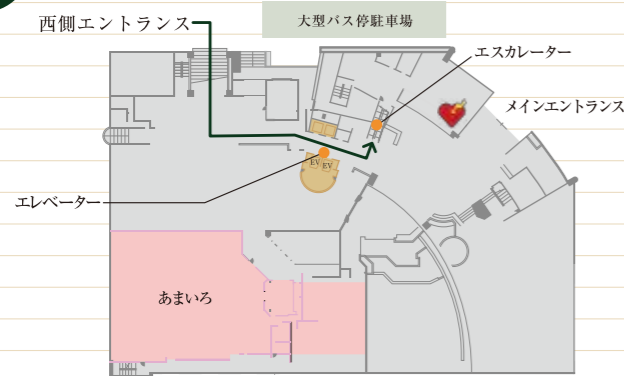 西側エントランス
大型バス停駐車場
エスカレーター
メインエントランス
EV EV
エレベーター
あまいろ